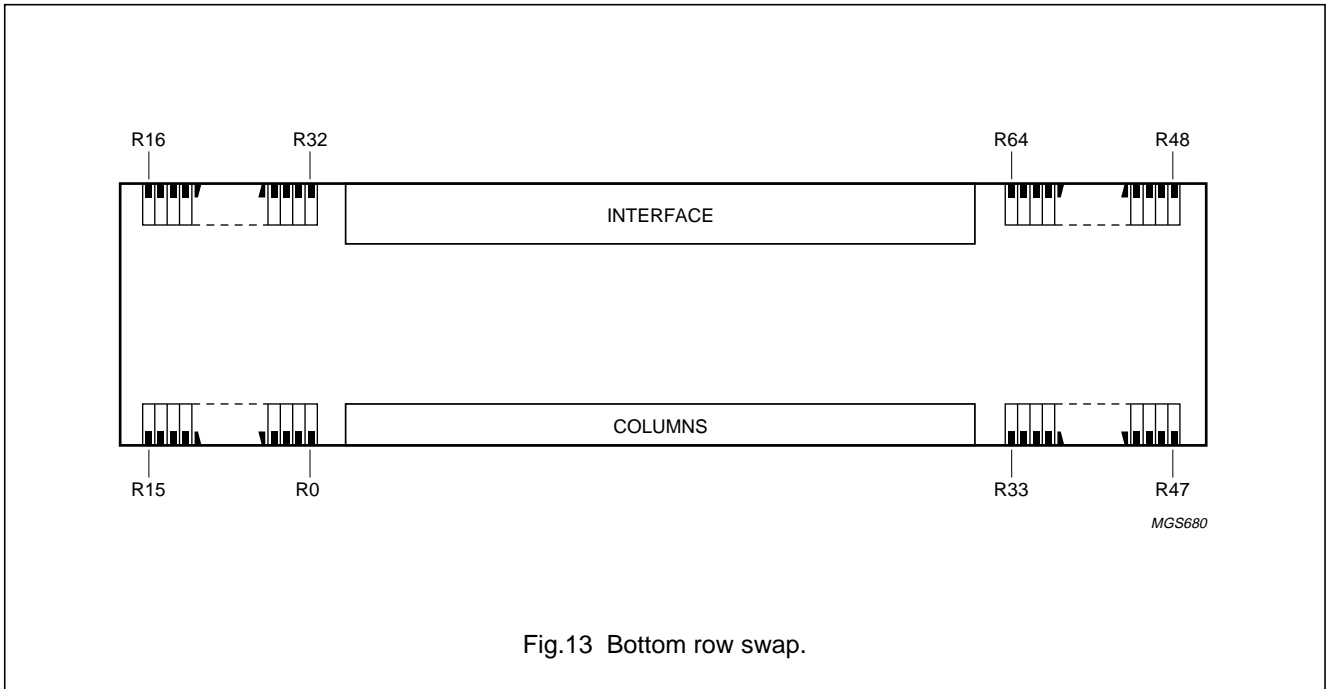 R16 R32 R64 R48
INTERFACE
COLUMNS
R15 R0 R33 R47
MGS680
Fig.13 Bottom row swap.